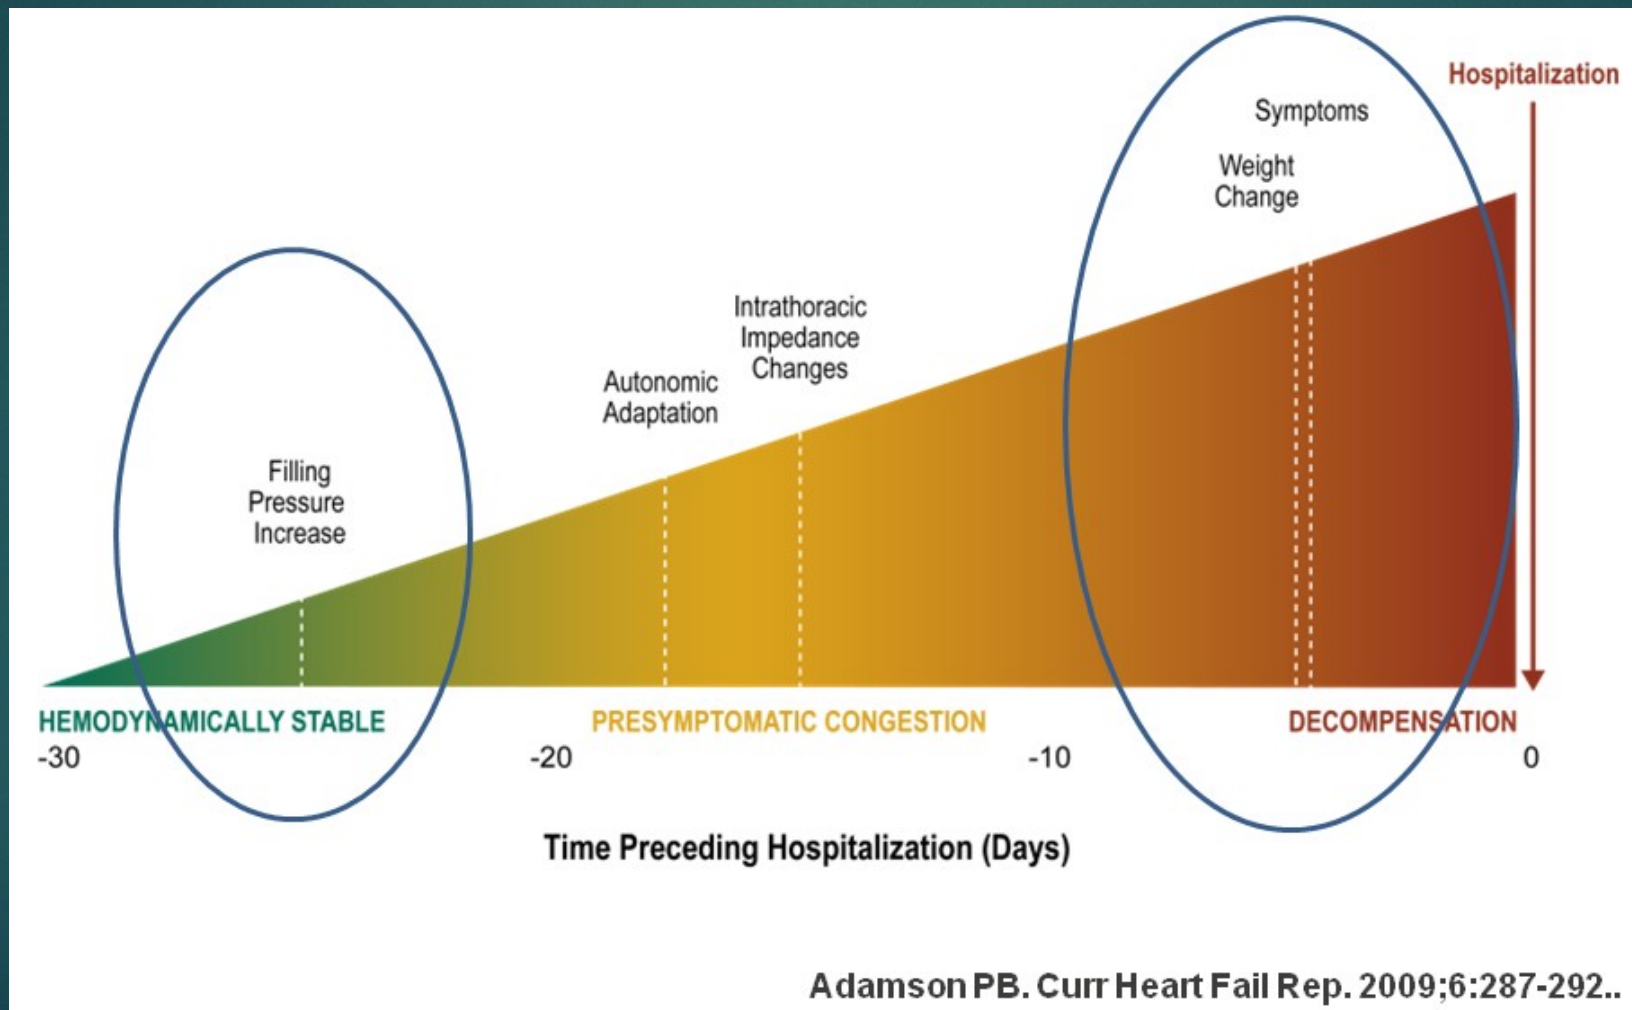 Hospitalization
Symptoms
Weight
Change
Intrathoracic
Impedance
Changes
Autonomic
Adaptation
Filling
Pressure
Increase
HEMODYNAMICALLY STABLE
PRESYMPTOMATIC CONGESTION
DECOMPENSATION
-30
-20
-10
0
Time Preceding Hospitalization (Days)
Adamson PB. Curr Heart Fail Rep. 2009;6:287-292..